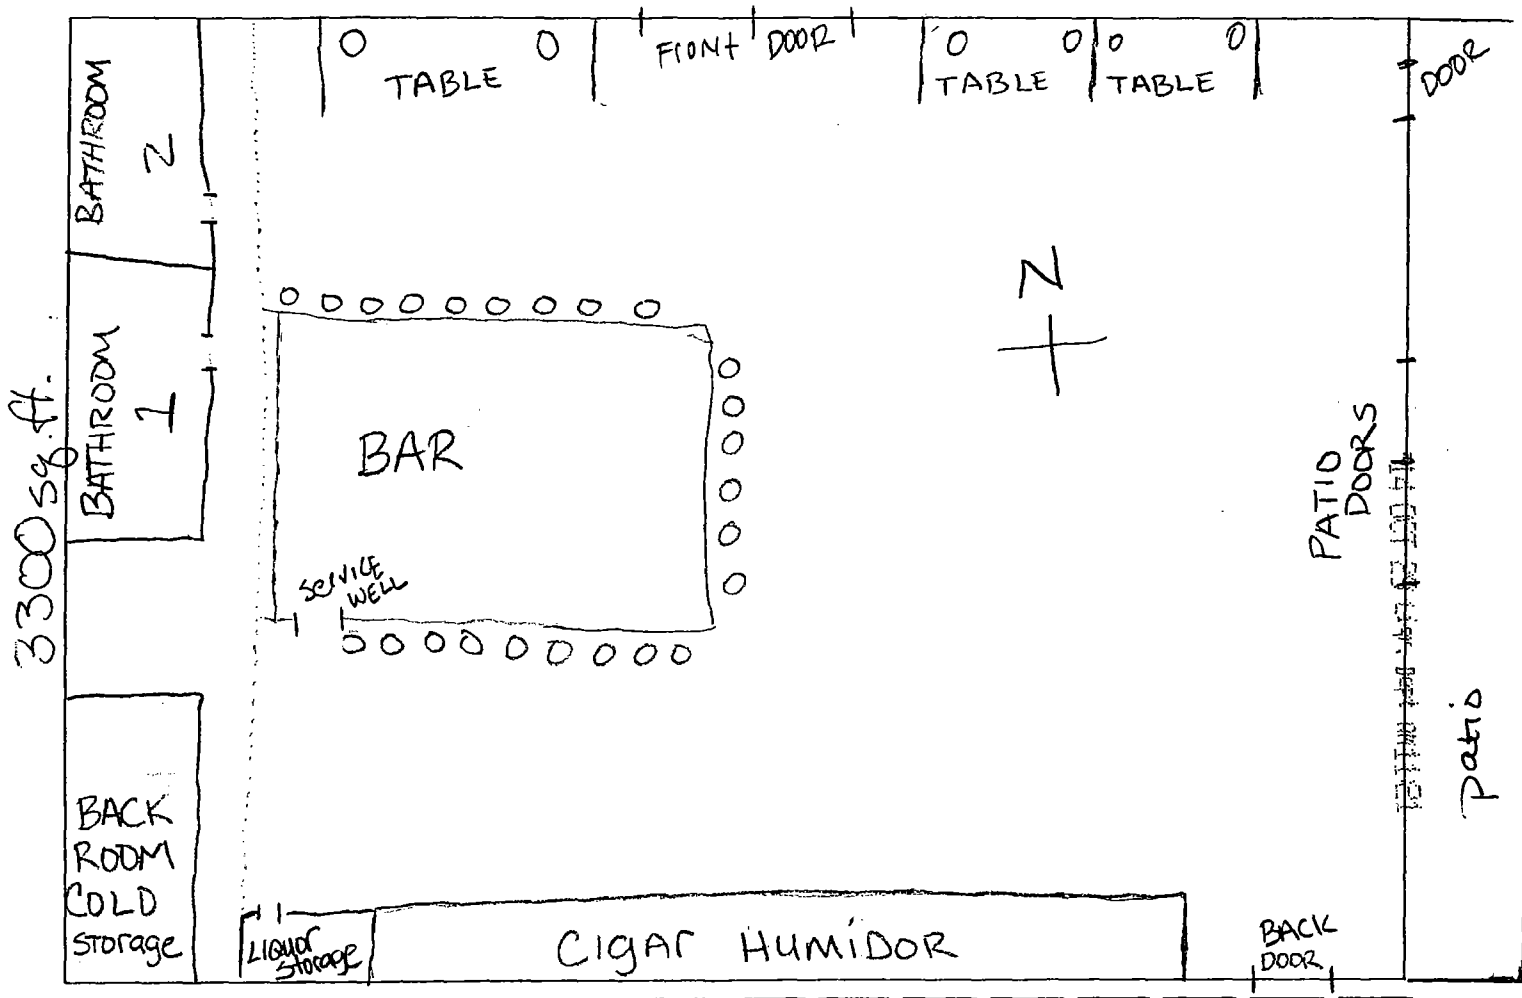 BATHROOM
2
TABLE
FrONt DOOR
TABLE
TABLE
DOOR
N
BATHROOM
1
3300 sq.ft.
BAR
Service
WELL
PATIO
DOORS
patio
BACK
ROOM
COLD
Storage
LIQUOr
Storage
CIGAr HUMIDOR
BACK
DOOR